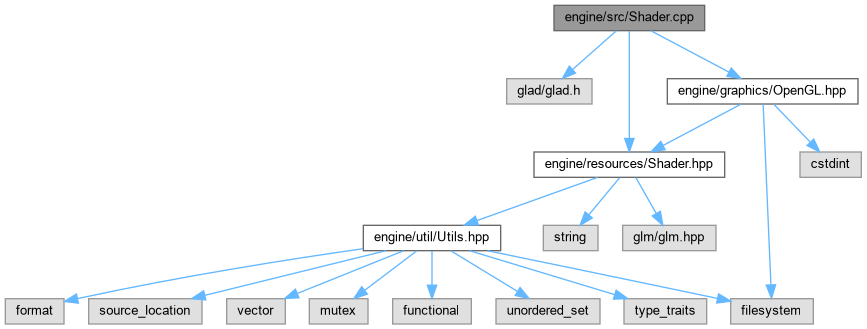 engine/src/Shader.cpp
glad/glad.h
engine/graphics/OpenGL.hpp
engine/resources/Shader.hpp
cstdint
engine/util/Utils.hpp
string
glm/glm.hpp
format
source_location
vector
mutex
functional
unordered_set
type_traits
filesystem